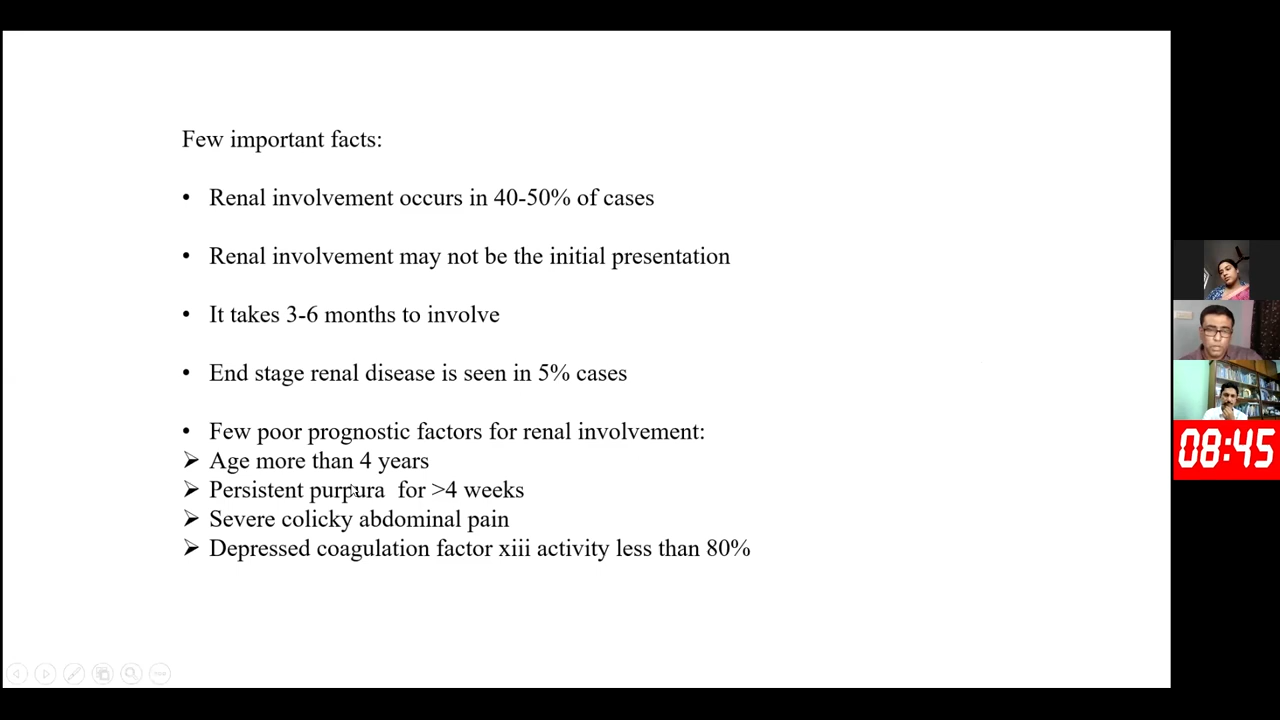 Few important facts:
• Renal involvement occurs in 40-50% of cases
• Renal involvement may not be the initial presentation
• It takes 3-6 months to involve
• End stage renal disease is seen in 5% cases
• Few poor prognostic factors for renal involvement:
➢ Age more than 4 years
➢ Persistent purpura for >4 weeks
➢ Severe colicky abdominal pain
➢ Depressed coagulation factor xiii activity less than 80%
08:45